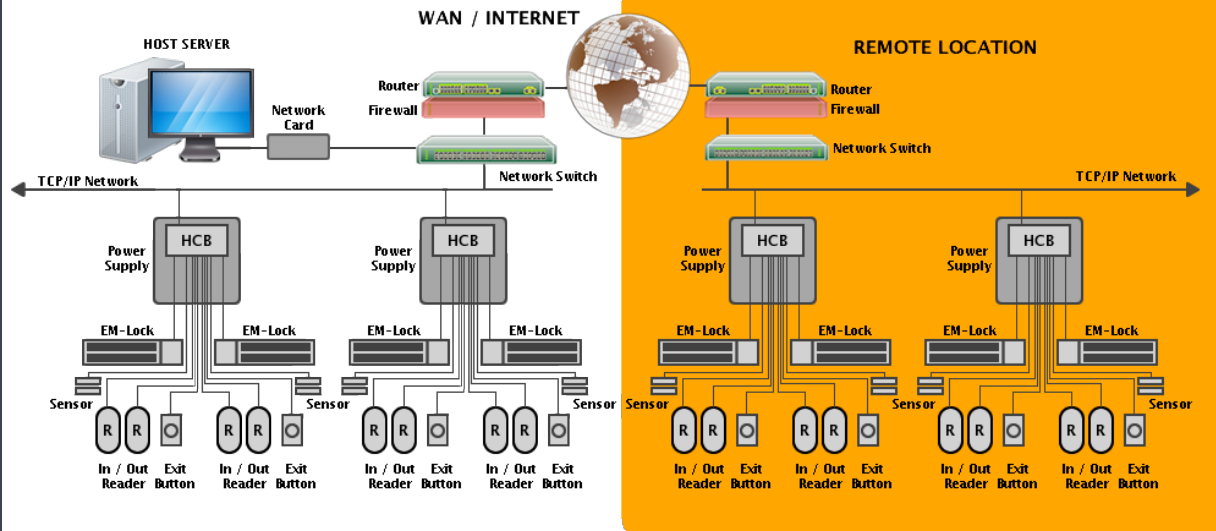 WAN / INTERNET
REMOTE LOCATION
HOST SERVER
Router
Firewall
Network
Card
Network Switch
TCP/IP Network
Router
Firewall
Network Switch
TCP/IP Network
HCB
Power
Supply
HCB
Power
Supply
HCB
Power
Supply
HCB
Power
Supply
EM-Lock
EM-Lock
EM-Lock
EM-Lock
EM-Lock
EM-Lock
EM-Lock
EM-Lock
Sensor
Sensor
Sensor
Sensor
Sensor
Sensor
Sensor
R R
R R
R R
R R
R R
R R
R R
R R
In / Out
Reader
Exit
Button
In / Out
Reader
Exit
Button
In / Out
Reader
Exit
Button
In / Out
Reader
Exit
Button
In / Out
Reader
Exit
Button
In / Out
Reader
Exit
Button
In / Out
Reader
Exit
Button
In / Out
Reader
Exit
Button